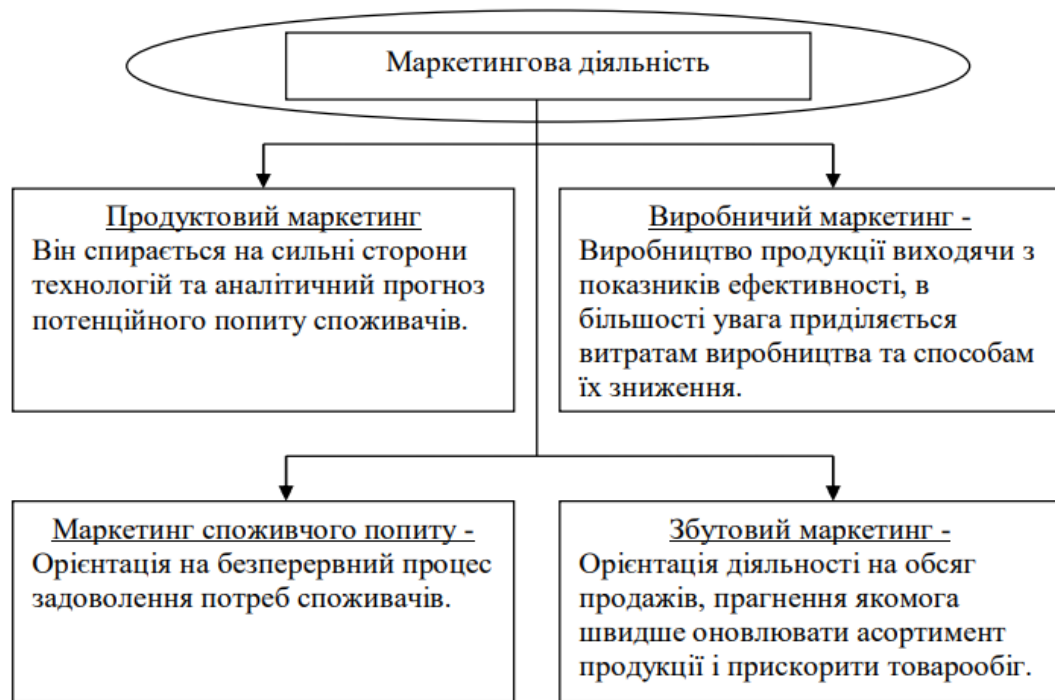 Маркетингова діяльність
Продуктовий маркетинг
Він спирається на сильні сторони
технологій та аналітичний прогноз
потенційного попиту споживачів.
Виробничий маркетинг -
Виробництво продукції виходячи з
показників ефективності, в
більшості увага приділяється
витратам виробництва та способам
їх зниження.
Маркетинг споживчого попиту -
Орієнтація на безперервний процес
задоволення потреб споживачів.
Збутовий маркетинг -
Орієнтація діяльності на обсяг
продажів, прагнення якомога
швидше оновлювати асортимент
продукції і прискорити товарообіг.